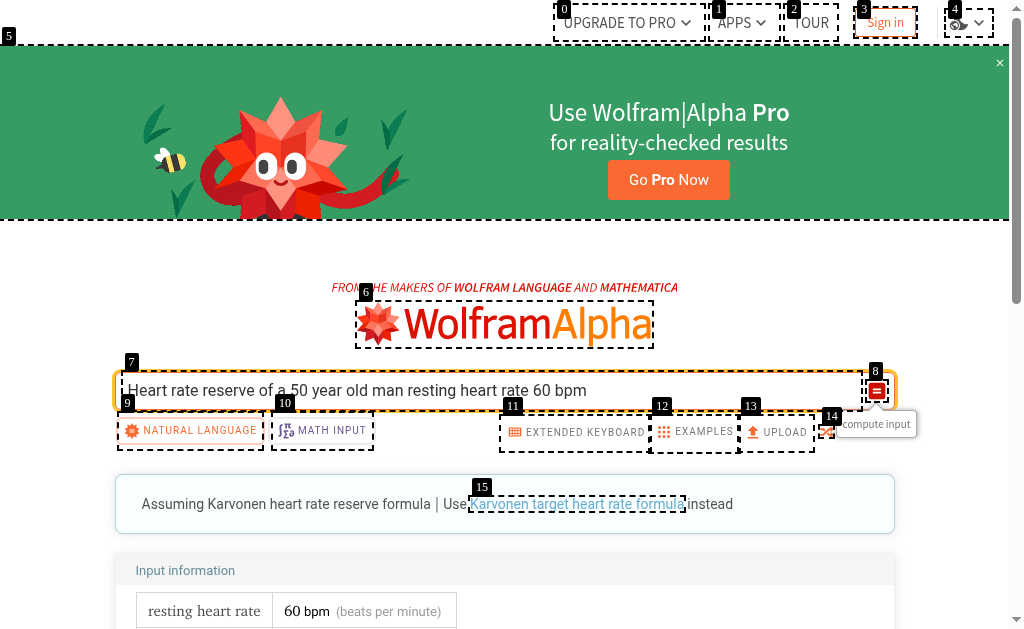 0 1 2 3 4
UPGRADE TO PRO APPS TOUR Sign in
5
×
Use Wolfram|Alpha Pro
for reality-checked results
Go Pro Now
6
FROM THE MAKERS OF WOLFRAM LANGUAGE AND MATHEMATICA
WolframAlpha
7 8
Heart rate reserve of a 50 year old man resting heart rate 60 bpm
9 10 11 12 13 14
NATURAL LANGUAGE MATH INPUT EXTENDED KEYBOARD EXAMPLES UPLOAD
compute input
15
Assuming Karvonen heart rate reserve formula | Use Karvonen target heart rate formula instead
Input information
resting heart rate 60 bpm (beats per minute)